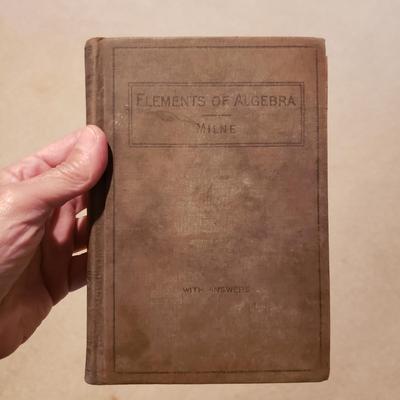 ELEMENTS OF ALGEBRA
MILNE
WITH ANSWERS